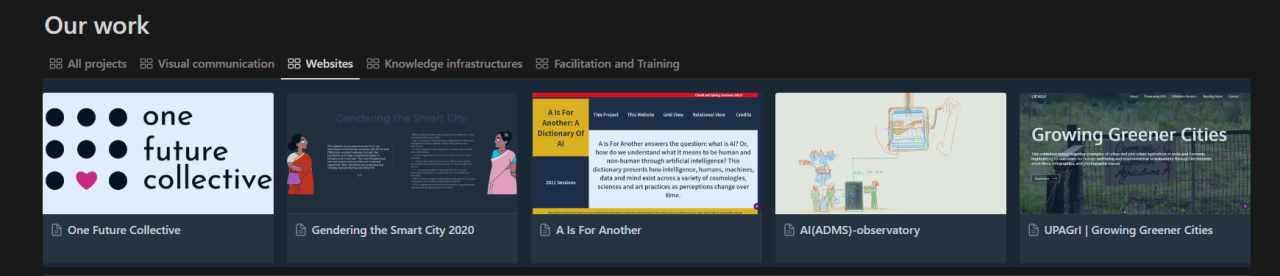 Our work
All projects
Visual communication
Websites
Knowledge infrastructures
Facilitation and Training
one
future
collective
One Future Collective
Gendering the Smart City
Gendering the Smart City 2020
A Is For
Another: A
Dictionary Of
AI
2021 Sessions
This Project
This Website
Grid View
Relational View
Credits
A Is For Another answers the question: what is AI? Or,
how do we understand what it means to be human and
non-human through artificial intelligence? This
dictionary presents how intelligence, humans, machines,
data and mind exist across a variety of cosmologies,
sciences and art practices as perceptions change over
time.
A Is For Another
AI(ADMS)-observatory
UPAGrI
Growing Greener Cities
UPAGrI | Growing Greener Cities